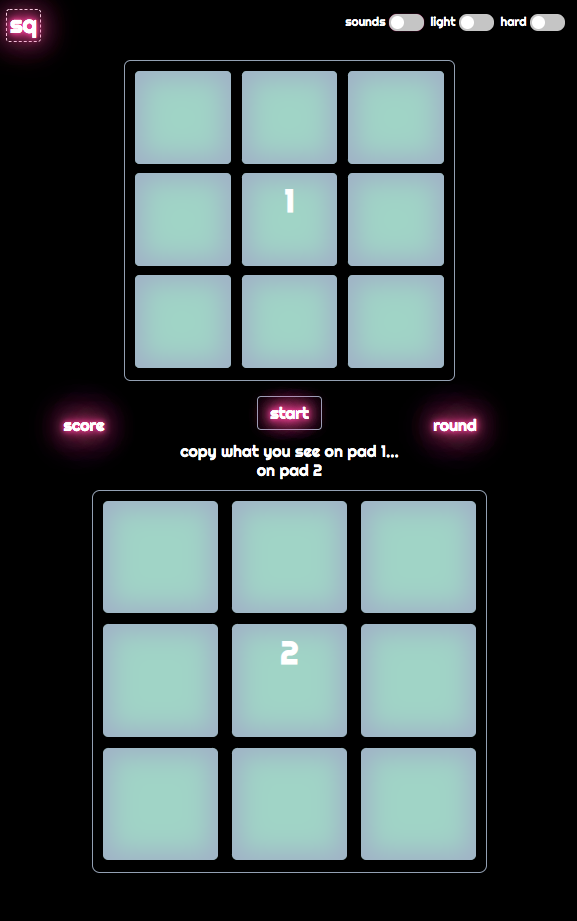 sq
sounds light hard
1
start
score
round
copy what you see on pad 1...
on pad 2
2